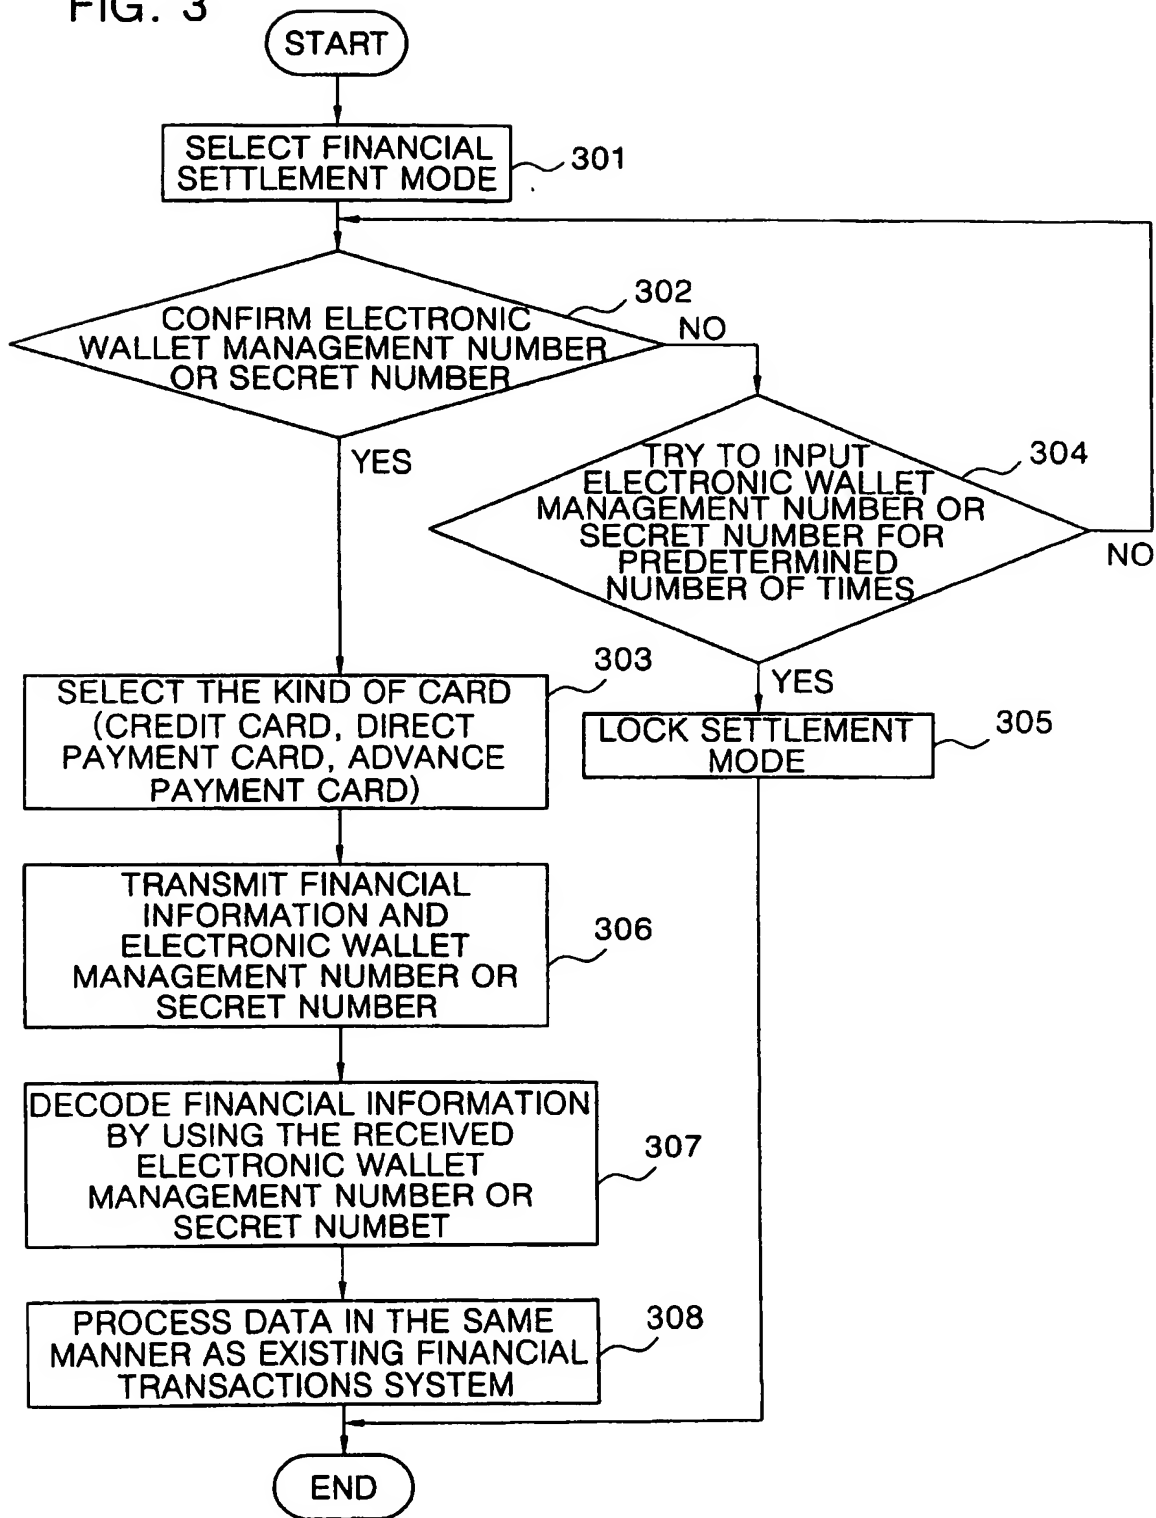 FIG. 3
START
SELECT FINANCIAL
SETTLEMENT MODE
301
CONFIRM ELECTRONIC
WALLET MANAGEMENT NUMBER
OR SECRET NUMBER
302
NO
YES
TRY TO INPUT
ELECTRONIC WALLET
MANAGEMENT NUMBER OR
SECRET NUMBER FOR
PREDETERMINED
NUMBER OF TIMES
304
NO
YES
SELECT THE KIND OF CARD
(CREDIT CARD, DIRECT
PAYMENT CARD, ADVANCE
PAYMENT CARD)
303
LOCK SETTLEMENT
MODE
305
TRANSMIT FINANCIAL
INFORMATION AND
ELECTRONIC WALLET
MANAGEMENT NUMBER OR
SECRET NUMBER
306
DECODE FINANCIAL INFORMATION
BY USING THE RECEIVED
ELECTRONIC WALLET
MANAGEMENT NUMBER OR
SECRET NUMBET
307
PROCESS DATA IN THE SAME
MANNER AS EXISTING FINANCIAL
TRANSACTIONS SYSTEM
308
END